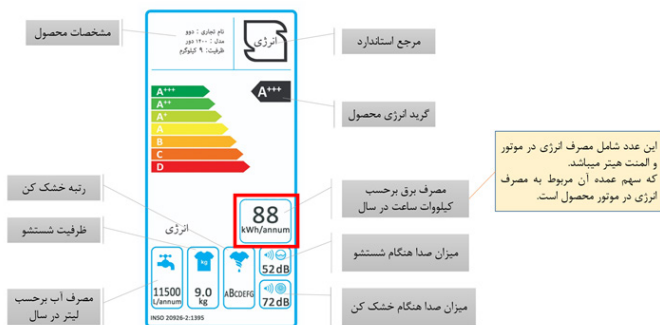 مشخصات محصول
نام تجاری : دوو
مدل : ۱۴۰۰ دور
ظرفیت: ۹ کیلوگرم
انرژی
مرجع استاندارد
A+++
A++
A+
A
B
C
D
A+++
گرید انرژی محصول
این عدد شامل مصرف انرژی در موتور
و المنت هیتر میباشد.
که سهم عمده آن مربوط به مصرف
انرژی در موتور محصول است.
رتبه خشک کن
88
kWh/annum
مصرف برق برحسب
کیلووات ساعت در سال
ظرفیت شستشو
انرژی
میزان صدا هنگام شستشو
52dB
مصرف آب برحسب
لیتر در سال
11500
L/annum
kg
9.0
kg
ABCDEFG
72dB
میزان صدا هنگام خشک کن
INSO 20926-2:1395